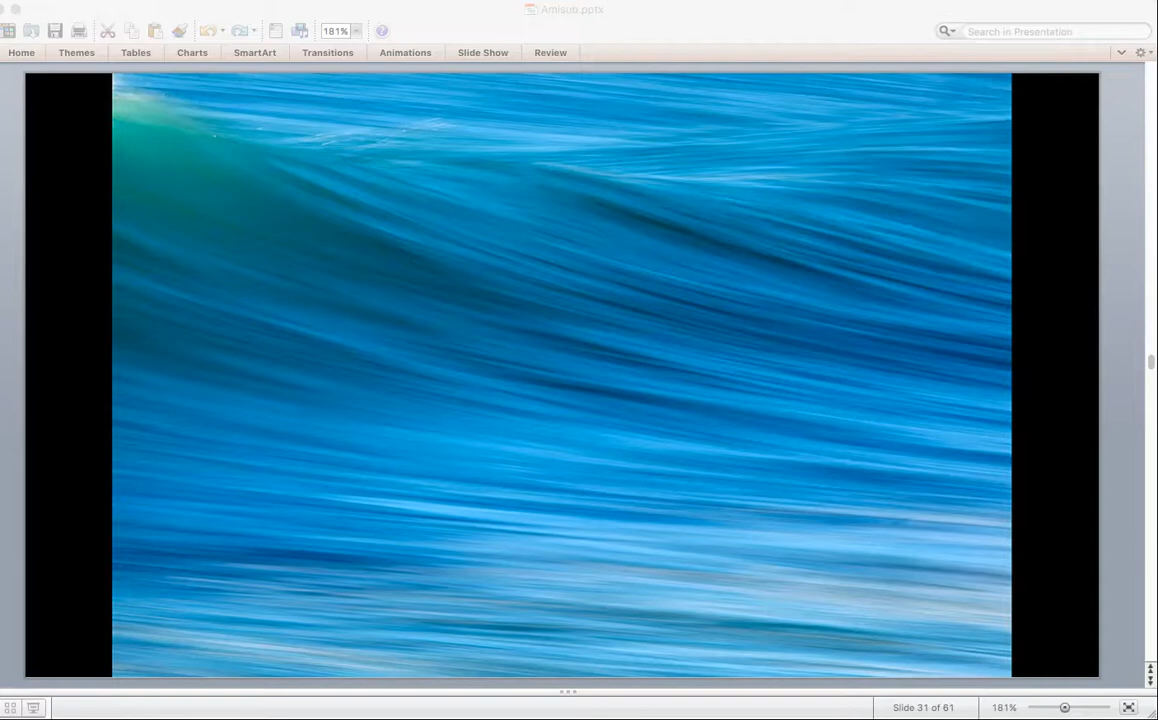 Amisub.pptx
181%
Search in Presentation
Home Themes Tables Charts SmartArt Transitions Animations Slide Show Review
Slide 31 of 61 181%